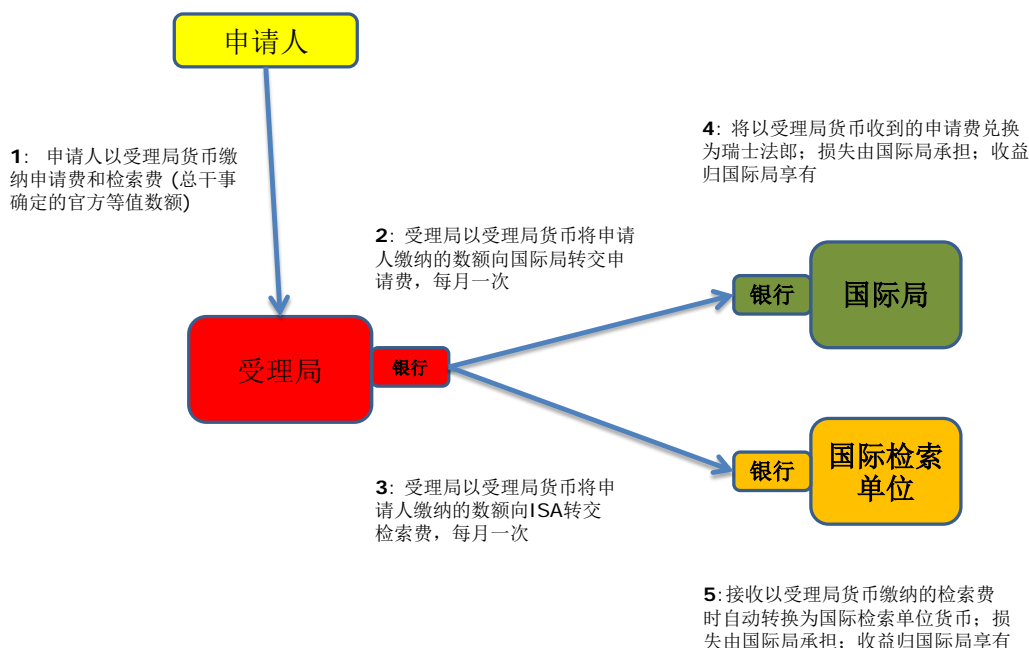 申请人
1： 申请人以受理局货币缴
纳申请费和检索费 (总干事
确定的官方等值数额)
4：将以受理局货币收到的申请费兑换
为瑞士法郎；损失由国际局承担；收益
归国际局享有
2：受理局以受理局货币将申请
人缴纳的数额向国际局转交申
请费，每月一次
银行
国际局
受理局
银行
银行
国际检索
单位
3：受理局以受理局货币将申
请人缴纳的数额向ISA转交
检索费，每月一次
5:接收以受理局货币缴纳的检索费
时自动转换为国际检索单位货币；损
失由国际局承担；收益归国际局享有